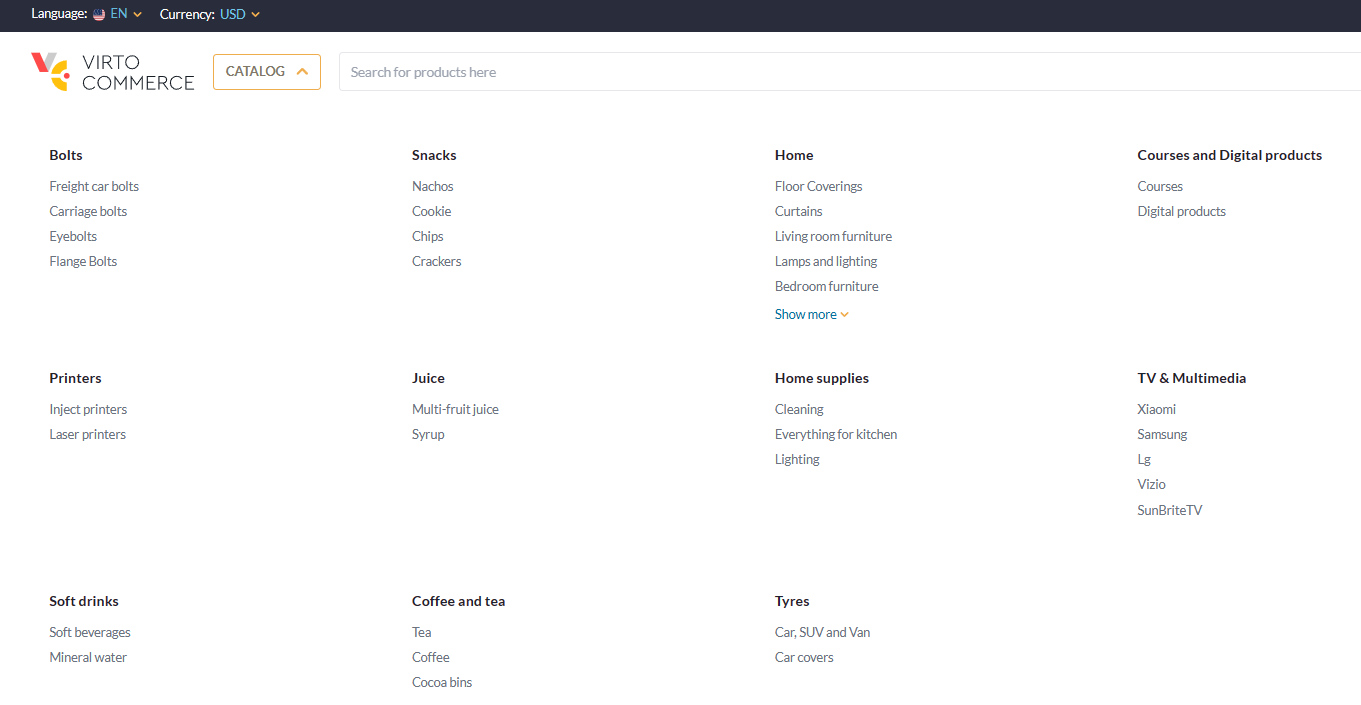 Language: EN Currency: USD
VIRTO
COMMERCE
CATALOG
Search for products here
Bolts
Freight car bolts
Carriage bolts
Eyebolts
Flange Bolts
Snacks
Nachos
Cookie
Chips
Crackers
Home
Floor Coverings
Curtains
Living room furniture
Lamps and lighting
Bedroom furniture
Show more
Courses and Digital products
Courses
Digital products
Printers
Inject printers
Laser printers
Juice
Multi-fruit juice
Syrup
Home supplies
Cleaning
Everything for kitchen
Lighting
TV & Multimedia
Xiaomi
Samsung
Lg
Vizio
SunBriteTV
Soft drinks
Soft beverages
Mineral water
Coffee and tea
Tea
Coffee
Cocoa bins
Tyres
Car, SUV and Van
Car covers